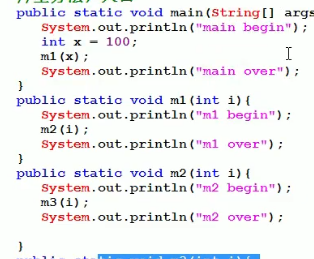 public static void main(String[] args
System.out.println("main begin");
int x = 100;
m1(x);
System.out.println("main over");
}
public static void m1(int i){
System.out.println("m1 begin");
m2(i);
System.out.println("m1 over");
}
public static void m2(int i){
System.out.println("m2 begin");
m3(i);
System.out.println("m2 over");
}